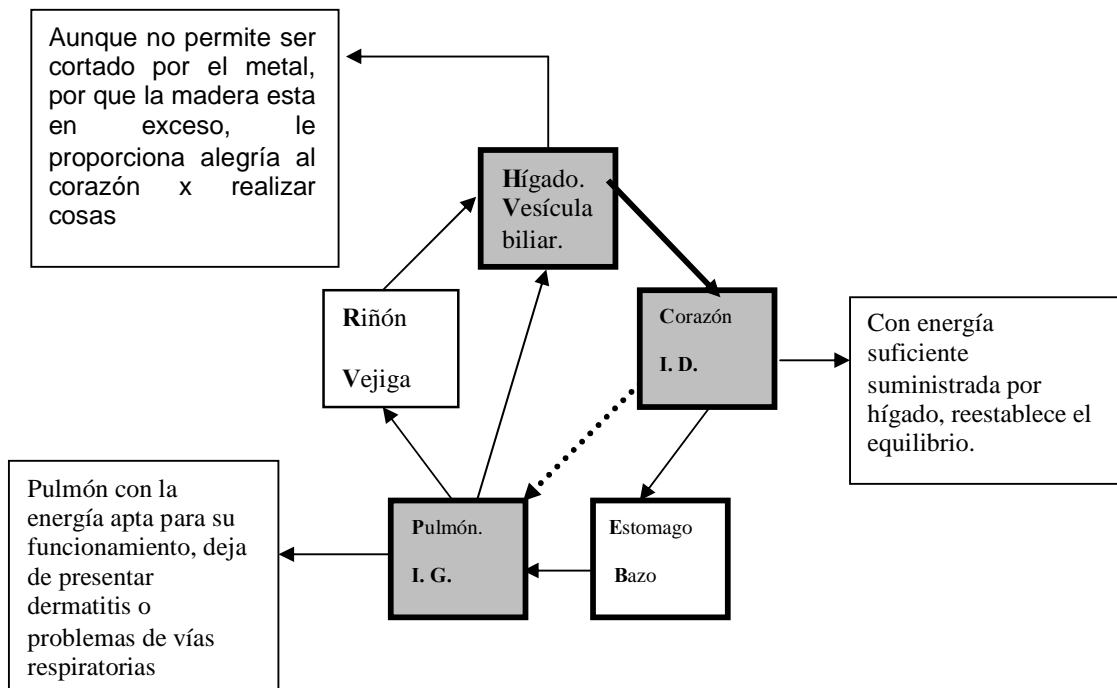 Aunque no permite ser
cortado por el metal,
por que la madera esta
en exceso, le
proporciona alegría al
corazón x realizar
cosas
Hígado.
Vesícula
biliar.
Riñón
Vejiga
Corazón
I. D.
Con energía
suficiente
suministrada por
hígado, reestablece el
equilibrio.
Pulmón con la
energía apta para su
funcionamiento, deja
de presentar
dermatitis o
problemas de vías
respiratorias
Pulmón.
I. G.
Estomago
Bazo